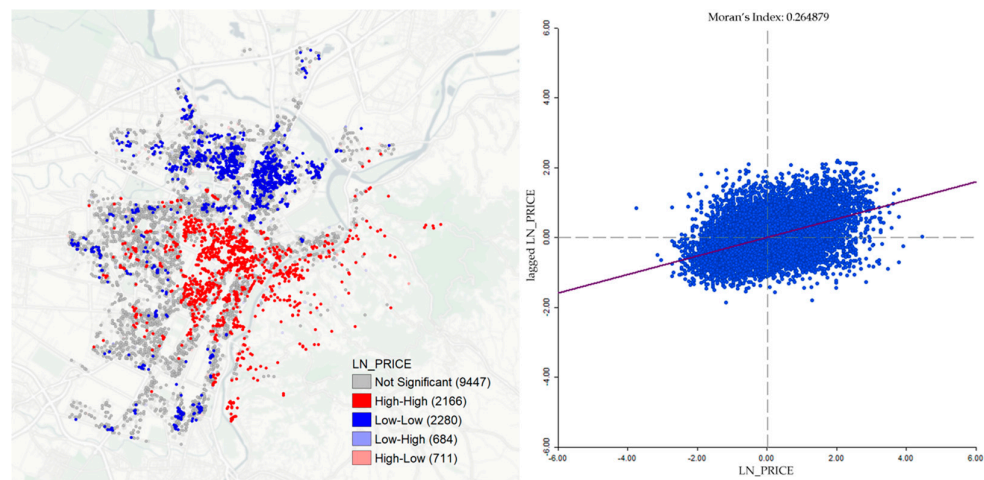 LN_PRICE
Not Significant (9447)
High-High (2166)
Low-Low (2280)
Low-High (684)
High-Low (711)
Moran's Index: 0.264879
6.00
4.00
2.00
0.00
-2.00
-4.00
-6.00
lagged LN_PRICE
-6.00 -4.00 -2.00 0.00 2.00 4.00 6.00
LN_PRICE